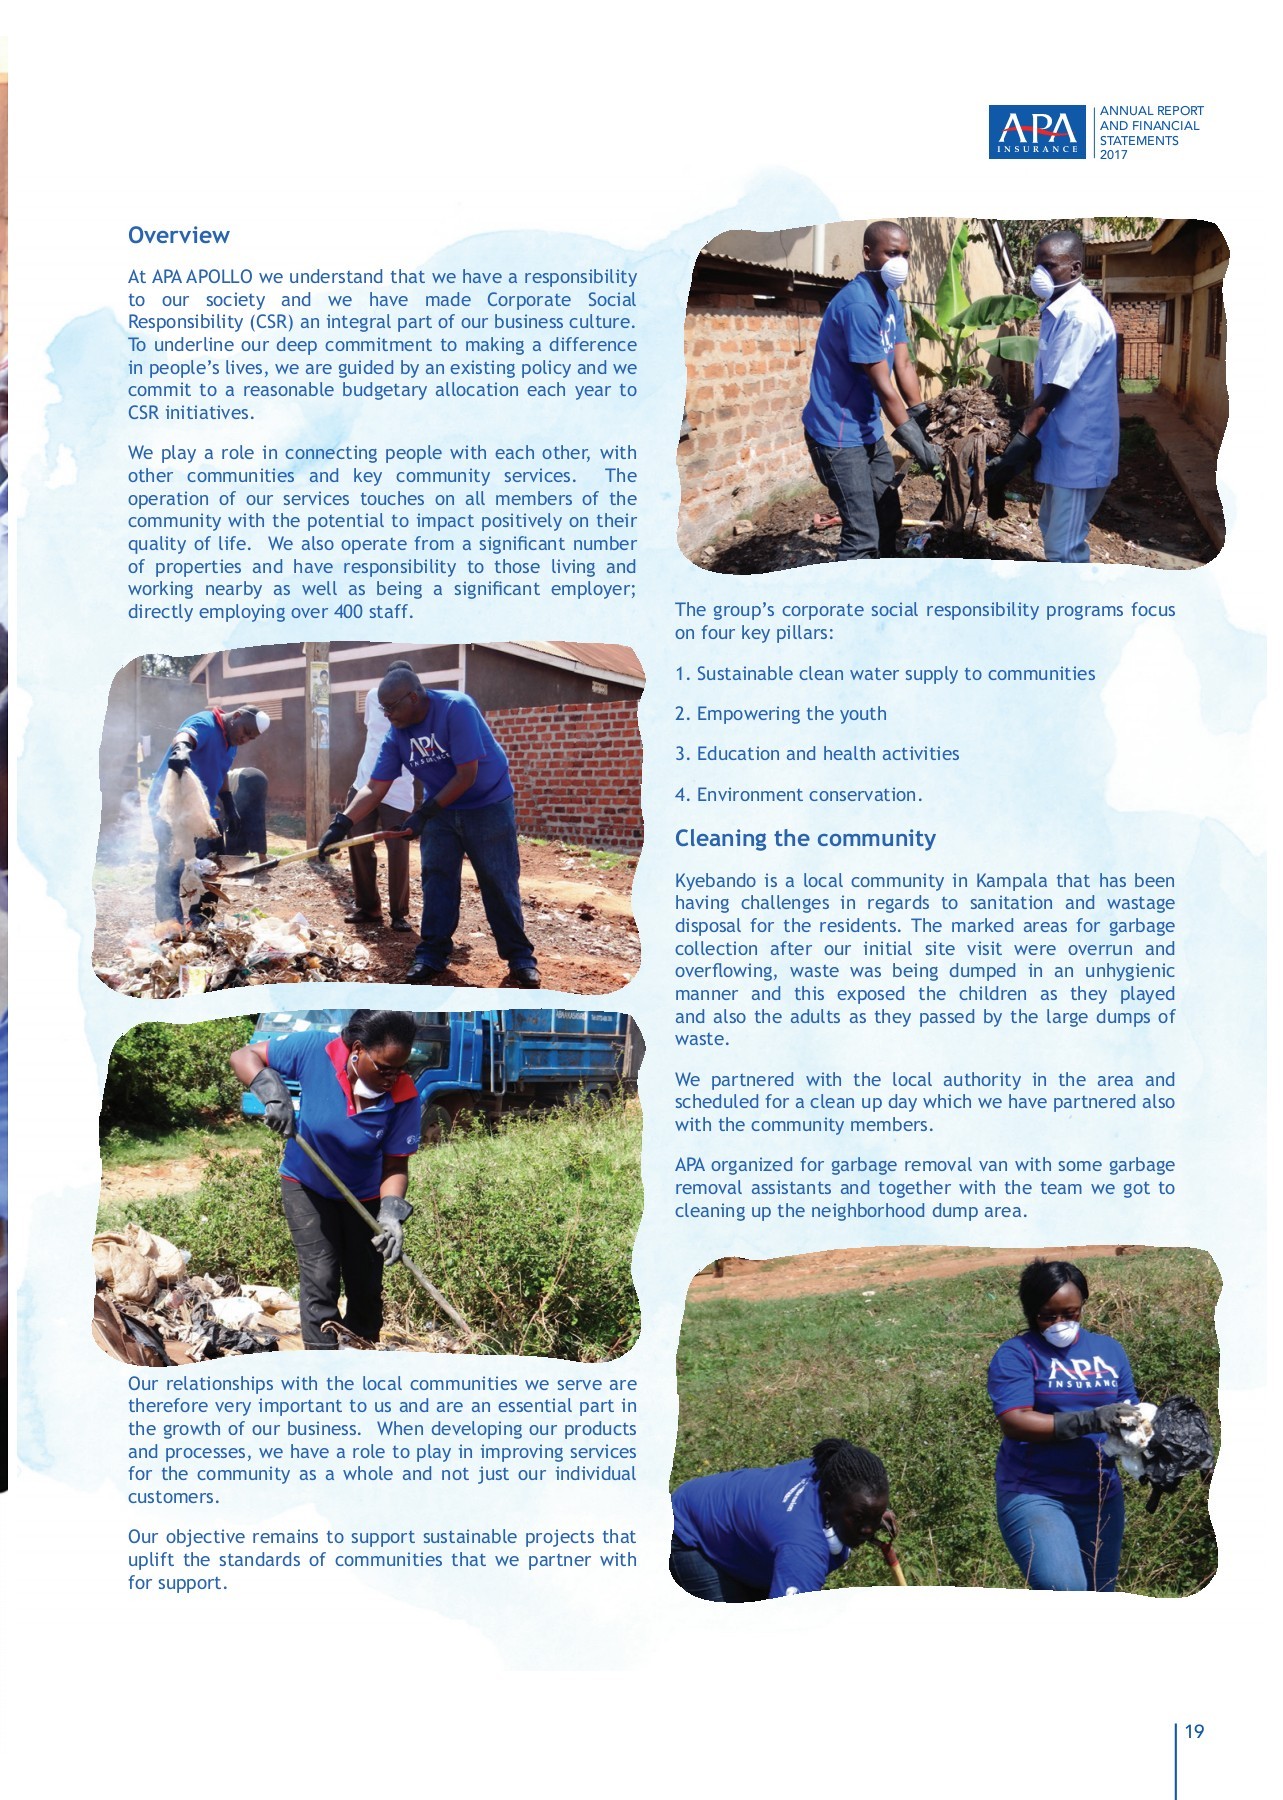 APA
INSURANCE
ANNUAL REPORT
AND FINANCIAL
STATEMENTS
2017
Overview
At APA APOLLO we understand that we have a responsibility
to our society and we have made Corporate Social
Responsibility (CSR) an integral part of our business culture.
To underline our deep commitment to making a difference
in people's lives, we are guided by an existing policy and we
commit to a reasonable budgetary allocation each year to
CSR initiatives.
We play a role in connecting people with each other, with
other communities and key community services. The
operation of our services touches on all members of the
community with the potential to impact positively on their
quality of life. We also operate from a significant number
of properties and have responsibility to those living and
working nearby as well as being a significant employer;
directly employing over 400 staff.
APA
INSURANCE
Our relationships with the local communities we serve are
therefore very important to us and are an essential part in
the growth of our business. When developing our products
and processes, we have a role to play in improving services
for the community as a whole and not just our individual
customers.
Our objective remains to support sustainable projects that
uplift the standards of communities that we partner with
for support.
The group's corporate social responsibility programs focus
on four key pillars:
1. Sustainable clean water supply to communities
2. Empowering the youth
3. Education and health activities
4. Environment conservation.
Cleaning the community
Kyebando is a local community in Kampala that has been
having challenges in regards to sanitation and wastage
disposal for the residents. The marked areas for garbage
collection after our initial site visit were overrun and
overflowing, waste was being dumped in an unhygienic
manner and this exposed the children as they played
and also the adults as they passed by the large dumps of
waste.
We partnered with the local authority in the area and
scheduled for a clean up day which we have partnered also
with the community members.
APA organized for garbage removal van with some garbage
removal assistants and together with the team we got to
cleaning up the neighborhood dump area.
APA
INSURANC
19